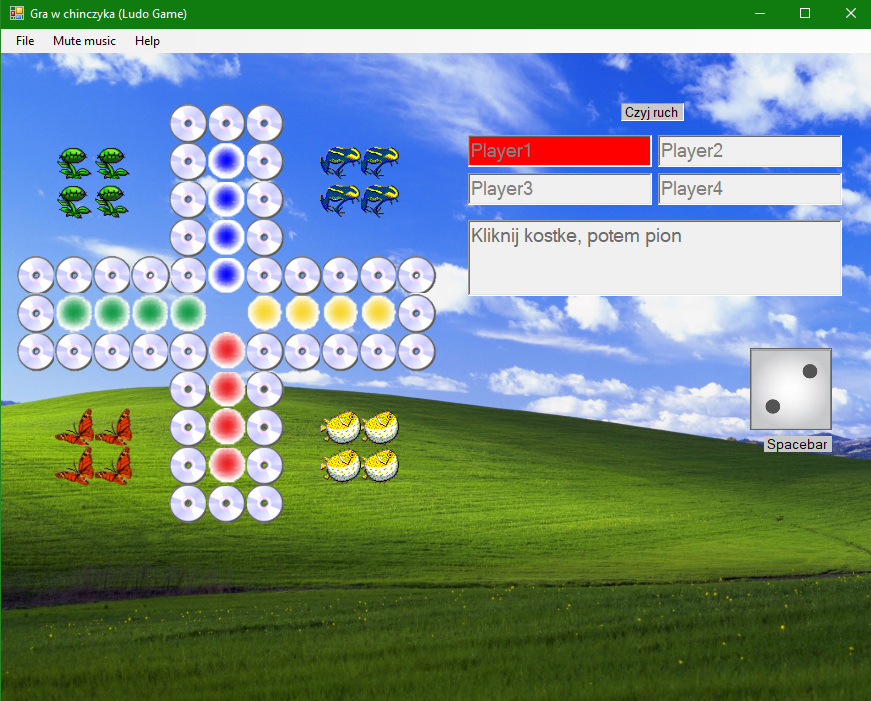 Gra w chinczyka (Ludo Game)
File Mute music Help
Czyj ruch
Player1 Player2
Player3 Player4
Kliknij kostke, potem pion
Spacebar